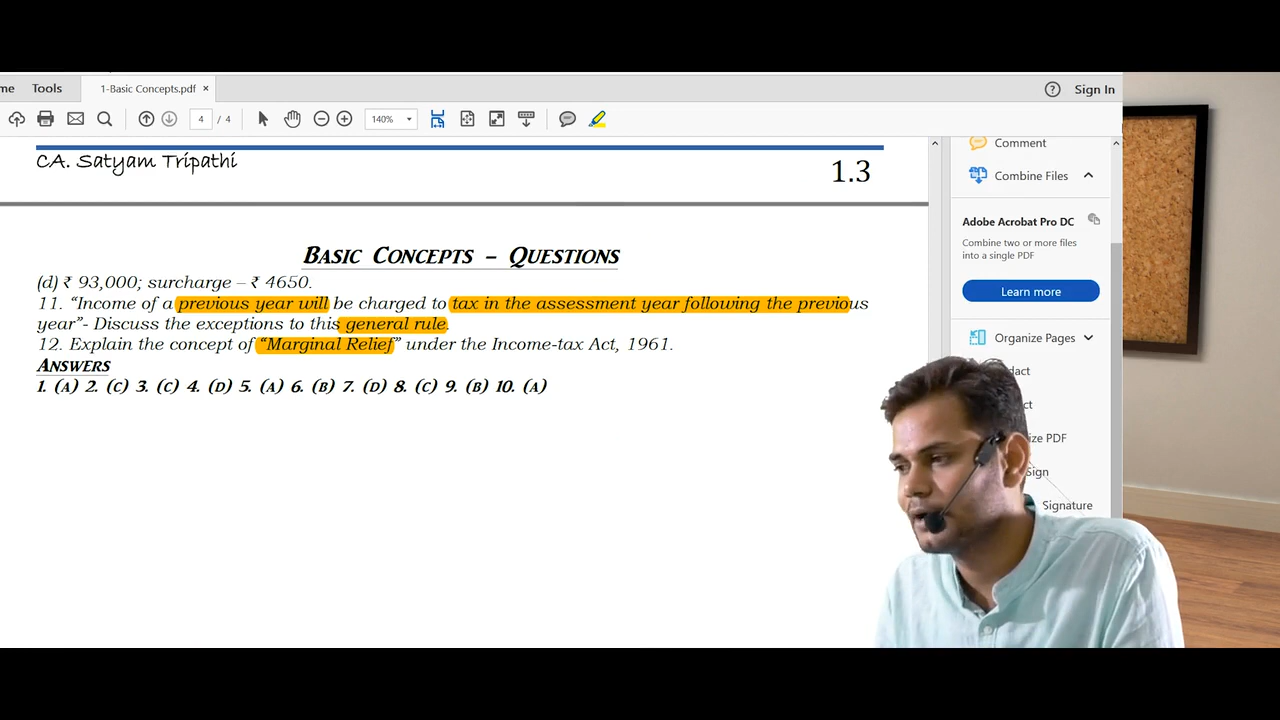 me Tools 1-Basic Concepts.pdf × Sign In
4 / 4 140%
Comment
CA. Satyam Tripathi 1.3
Combine Files
Adobe Acrobat Pro DC
Combine two or more files
into a single PDF
Learn more
BASIC CONCEPTS – QUESTIONS
(d) ₹ 93,000; surcharge – ₹ 4650.
11. “Income of a previous year will be charged to tax in the assessment year following the previous
year”- Discuss the exceptions to this general rule.
12. Explain the concept of “Marginal Relief” under the Income-tax Act, 1961.
ANSWERS
1. (A) 2. (C) 3. (C) 4. (D) 5. (A) 6. (B) 7. (D) 8. (C) 9. (B) 10. (A)
Organize Pages
dact
ct
ize PDF
Sign
Signature